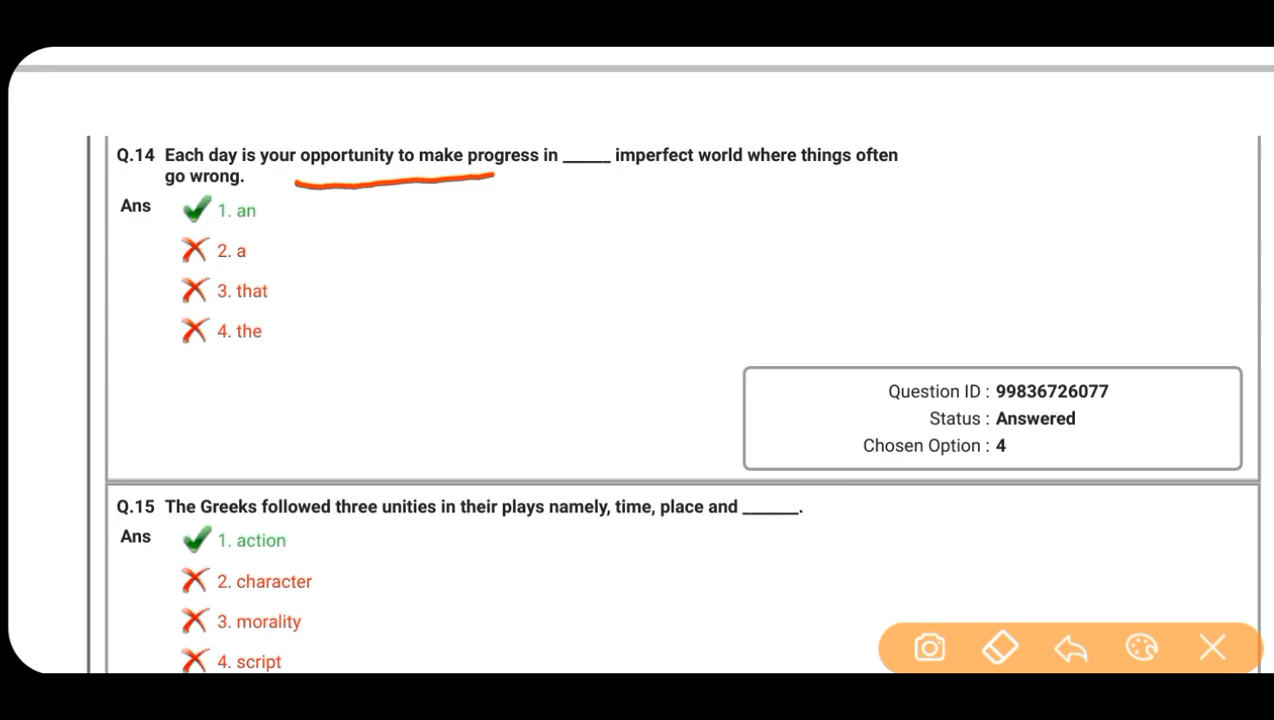 Q.14 Each day is your opportunity to make progress in _____ imperfect world where things often
go wrong.
Ans 1. an
2. a
3. that
4. the
Question ID : 99836726077
Status : Answered
Chosen Option : 4
Q.15 The Greeks followed three unities in their plays namely, time, place and ______.
Ans 1. action
2. character
3. morality
4. script